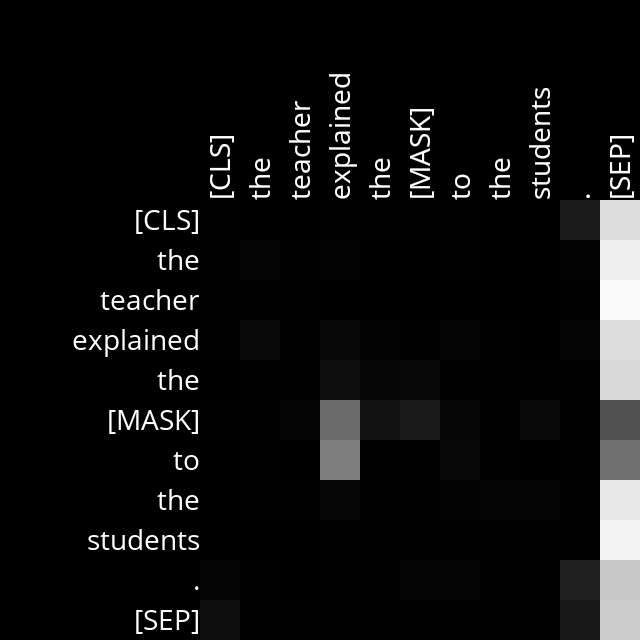 [CLS] the teacher explained the [MASK] to the students . [SEP]
[CLS]
the
teacher
explained
the
[MASK]
to
the
students
.
[SEP]